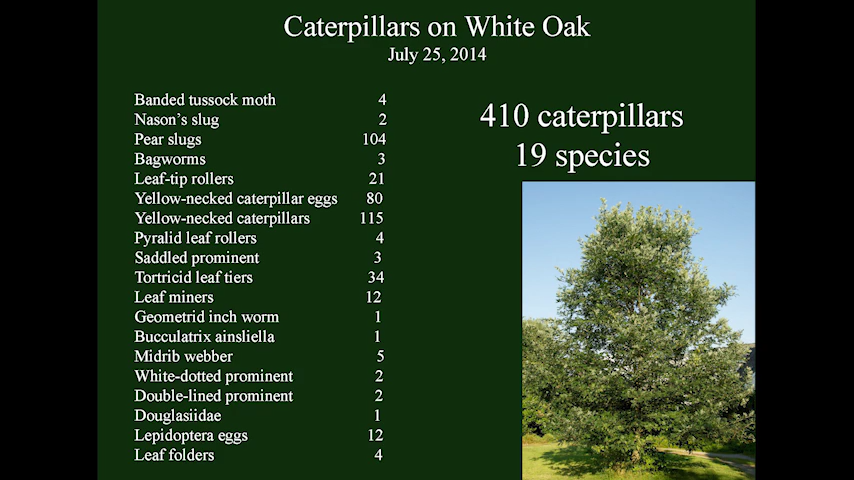 Caterpillars on White Oak
July 25, 2014
Banded tussock moth 4
Nason's slug 2
Pear slugs 104
Bagworms 3
Leaf-tip rollers 21
Yellow-necked caterpillar eggs 80
Yellow-necked caterpillars 115
Pyralid leaf rollers 4
Saddled prominent 3
Tortricid leaf tiers 34
Leaf miners 12
Geometrid inch worm 1
Bucculatrix ainsliella 1
Midrib webber 5
White-dotted prominent 2
Double-lined prominent 2
Douglasiidae 1
Lepidoptera eggs 12
Leaf folders 4
410 caterpillars
19 species